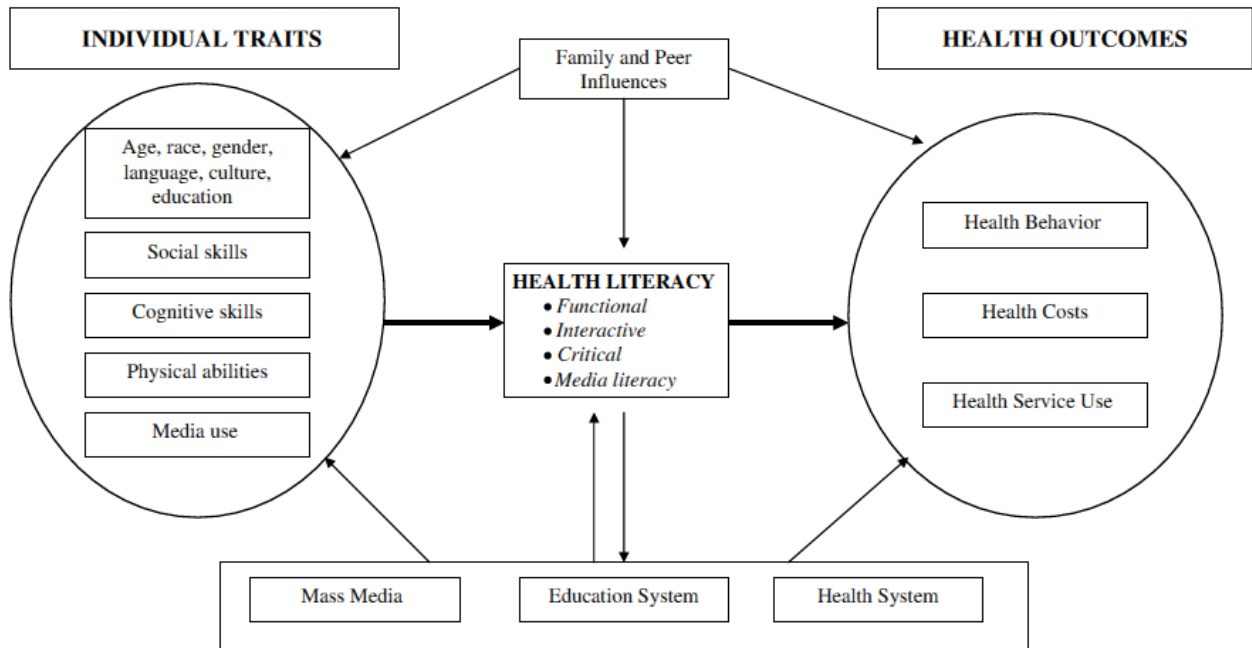 INDIVIDUAL TRAITS
Family and Peer
Influences
HEALTH OUTCOMES
Age, race, gender,
language, culture,
education
Social skills
Cognitive skills
Physical abilities
Media use
HEALTH LITERACY
• Functional
• Interactive
• Critical
• Media literacy
Health Behavior
Health Costs
Health Service Use
Mass Media
Education System
Health System